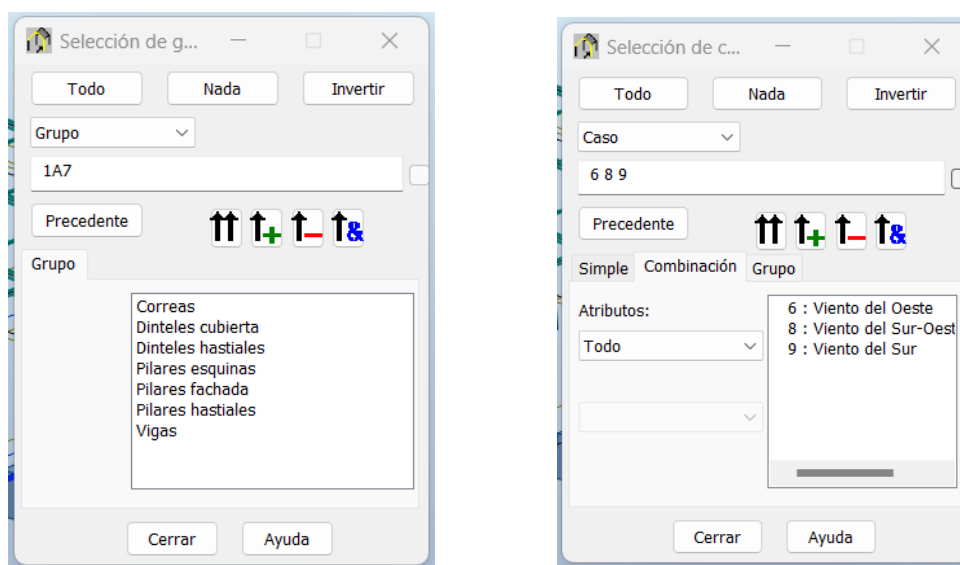 Selección de g...
Todo Nada Invertir
Grupo
1A7
Precedente
&
Grupo
Correas
Dinteles cubierta
Dinteles hastiales
Pilares esquinas
Pilares fachada
Pilares hastiales
Vigas
Cerrar Ayuda
Selección de c...
Todo Nada Invertir
Caso
6 8 9
Precedente
&
Simple Combinación Grupo
Atributos:
Todo
6 : Viento del Oeste
8 : Viento del Sur-Oest
9 : Viento del Sur
Cerrar Ayuda